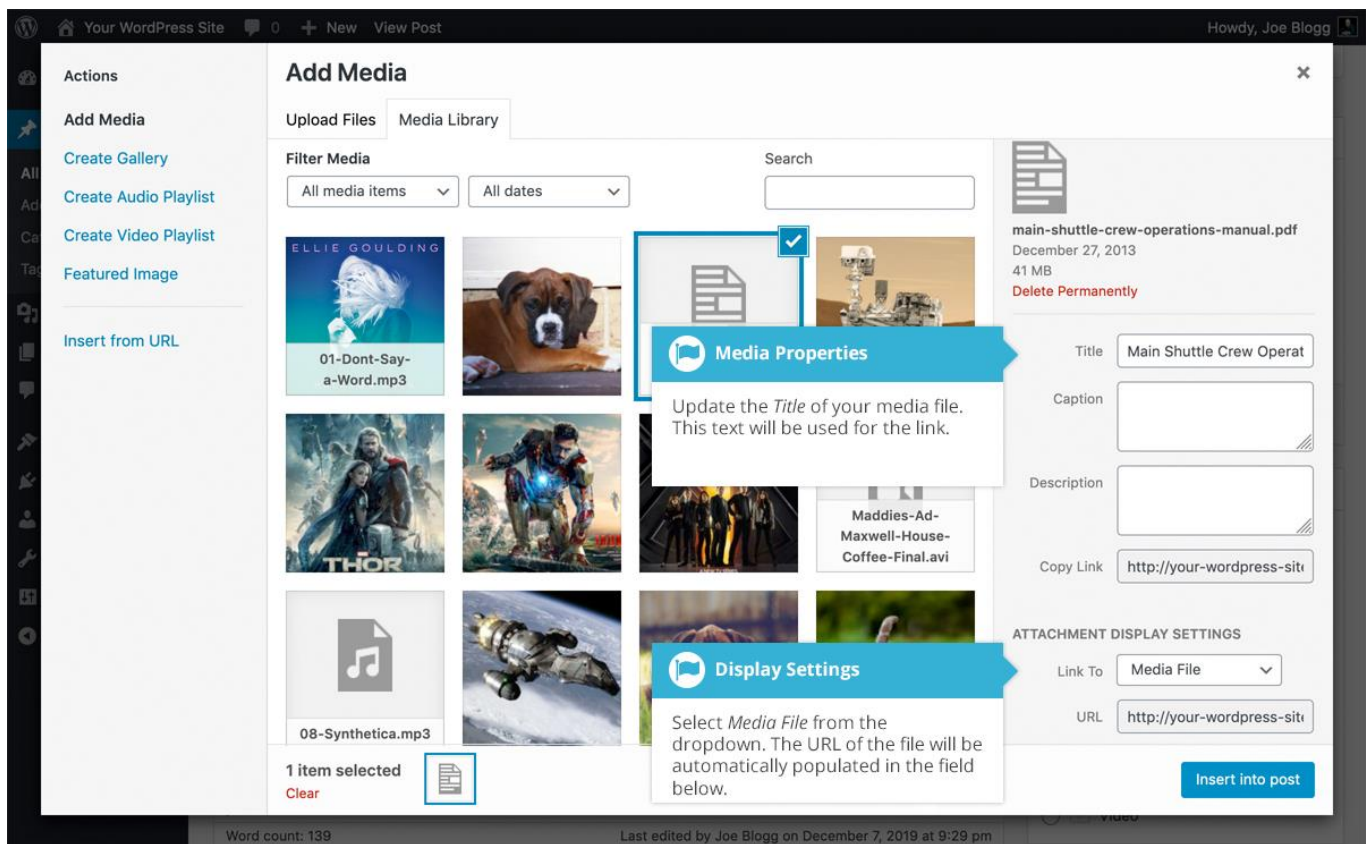 Your WordPress Site 0 + New View Post Howdy, Joe Blogg
Actions
Add Media
Create Gallery
Create Audio Playlist
Create Video Playlist
Featured Image
Insert from URL
All
Add Media
×
Upload Files Media Library
Filter Media
Search
All media items
All dates
ELLIE GOULDING
01-Dont-Say-
a-Word.mp3
THOR
Maddies-Ad-
Maxwell-House-
Coffee-Final.avi
08-Synthetica.mp3
Media Properties
Update the Title of your media file.
This text will be used for the link.
Display Settings
Select Media File from the
dropdown. The URL of the file will be
automatically populated in the field
below.
main-shuttle-crew-operations-manual.pdf
December 27, 2013
41 MB
Delete Permanently
Title Main Shuttle Crew Operat
Caption
Description
Copy Link http://your-wordpress-site
ATTACHMENT DISPLAY SETTINGS
Link To Media File
URL http://your-wordpress-site
1 item selected
Clear
Insert into post
Video
Word count: 139
Last edited by Joe Blogg on December 7, 2019 at 9:29 pm